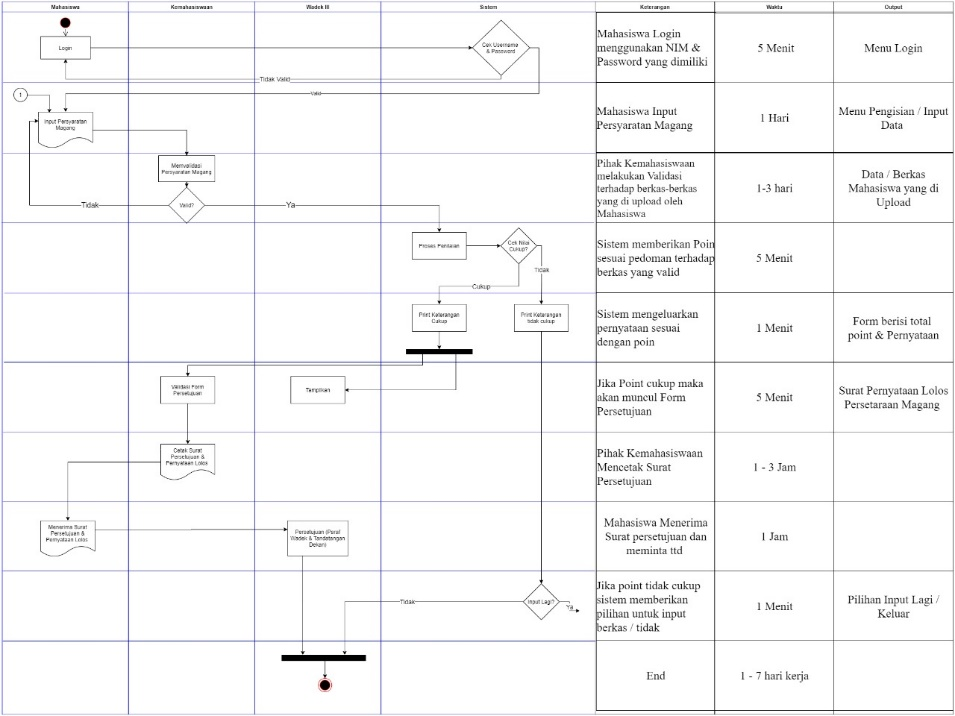 Mahasiswa
Kemahasiswaan
Wadek III
Sistem
Keterangan
Waktu
Output
Login
Cek Username
& Password
Mahasiswa Login
menggunakan NIM &
Password yang dimiliki
5 Menit
Menu Login
Tidak Valid
Valid
1
Input Persyaratan
Magang
Mahasiswa Input
Persyaratan Magang
1 Hari
Menu Pengisian / Input
Data
Memvalidasi
Persyaratan Magang
Valid?
Tidak
Ya
Pihak Kemahasiswaan
melakukan Validasi
terhadap berkas-berkas
yang di upload oleh
Mahasiswa
1-3 hari
Data / Berkas
Mahasiswa yang di
Upload
Proses Penilaian
Cek Nilai
Cukup?
Tidak
Cukup
Sistem memberikan Poin
sesuai pedoman terhadap
berkas yang valid
5 Menit
Print Keterangan
Cukup
Print Keterangan
tidak cukup
Sistem mengeluarkan
pernyataan sesuai
dengan poin
1 Menit
Form berisi total
point & Pernyataan
Validasi Form
Persetujuan
Tampilkan
Jika Point cukup maka
akan muncul Form
Persetujuan
5 Menit
Surat Pernyataan Lolos
Persetaraan Magang
Cetak Surat
Persetujuan &
Pernyataan Lolos
Pihak Kemahasiswaan
Mencetak Surat
Persetujuan
1 - 3 Jam
Menerima Surat
Persetujuan &
Pernyataan Lolos
Persetujuan (Paraf
Wadek & Tandatangan
Dekan)
Mahasiswa Menerima
Surat persetujuan dan
meminta ttd
1 Jam
Tidak
Input Lagi?
Ya
Jika point tidak cukup
sistem memberikan
pilihan untuk input
berkas / tidak
1 Menit
Pilihan Input Lagi /
Keluar
End
1 - 7 hari kerja